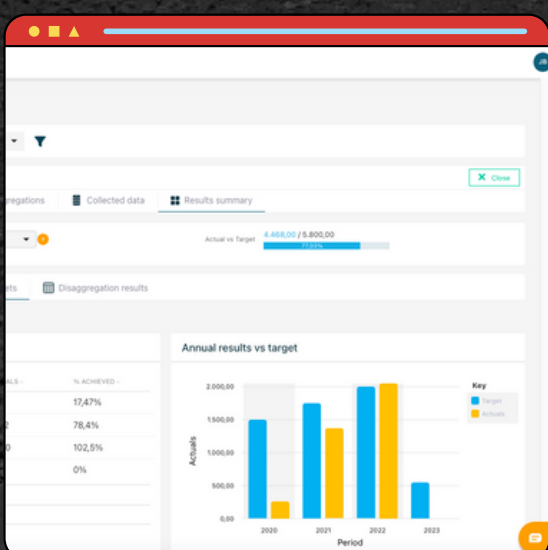 JB
Close
regations
Collected data
Results summary
Actual vs Target
4.468,00 / 5.800,00
77,03%
ets
Disaggregation results
Annual results vs target
ALS -
% ACHIEVED -
17,47%
2
78,4%
0
102,5%
0%
Actuals
2.000,00
1.500,00
1.000,00
500,00
0,00
2020
2021
2022
2023
Period
Key
Target
Actuals